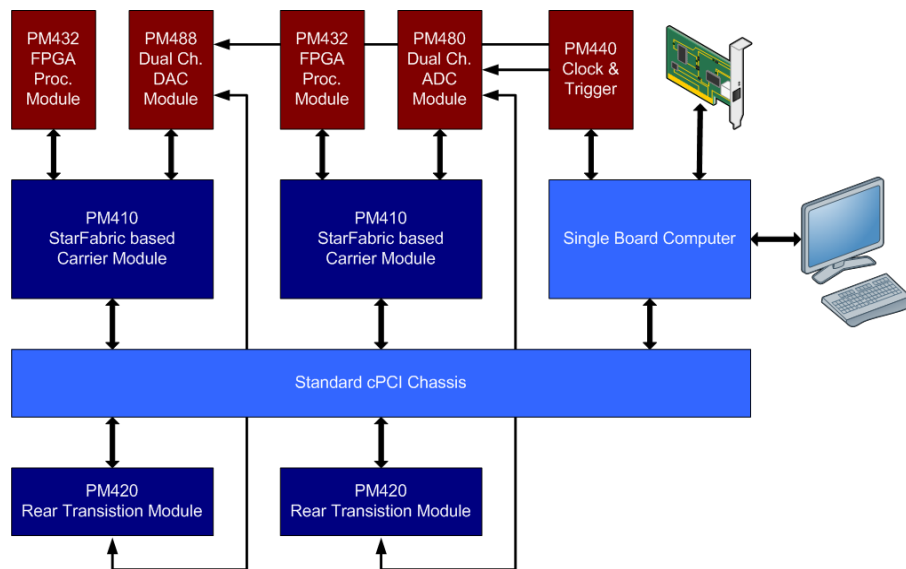 PM432
FPGA
Proc.
Module
PM488
Dual Ch.
DAC
Module
PM432
FPGA
Proc.
Module
PM480
Dual Ch.
ADC
Module
PM440
Clock &
Trigger
PM410
StarFabric based
Carrier Module
PM410
StarFabric based
Carrier Module
Single Board Computer
Standard cPCI Chassis
PM420
Rear Transistion Module
PM420
Rear Transistion Module